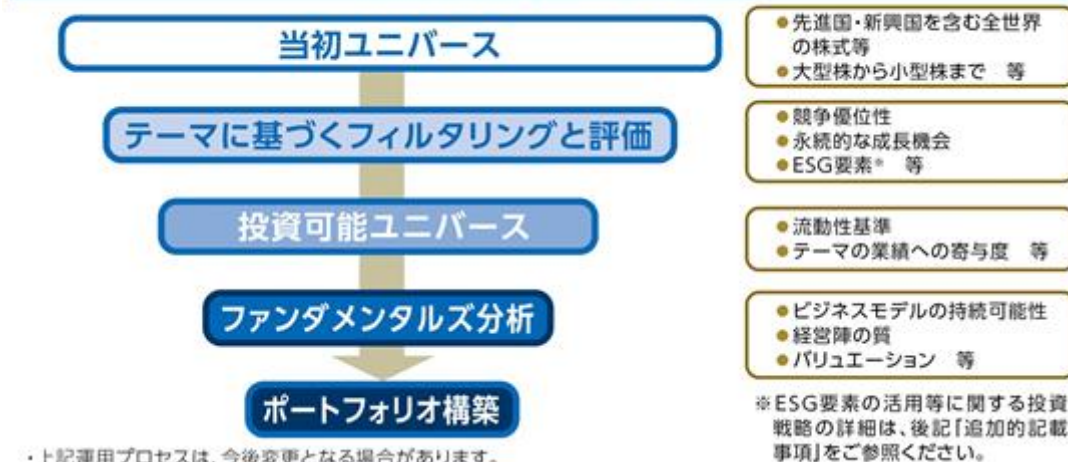 当初ユニバース
●先進国・新興国を含む全世界
の株式等
●大型株から小型株まで 等
テーマに基づくフィルタリングと評価
●競争優位性
●永続的な成長機会
●ESG要素※ 等
投資可能ユニバース
●流動性基準
●テーマの業績への寄与度 等
ファンダメンタルズ分析
●ビジネスモデルの持続可能性
●経営陣の質
●バリュエーション 等
ポートフォリオ構築
※ESG要素の活用等に関する投資
戦略の詳細は、後記「追加的記載
事項」をご参照ください。
・上記運用プロセスは、今後変更となる場合があります。